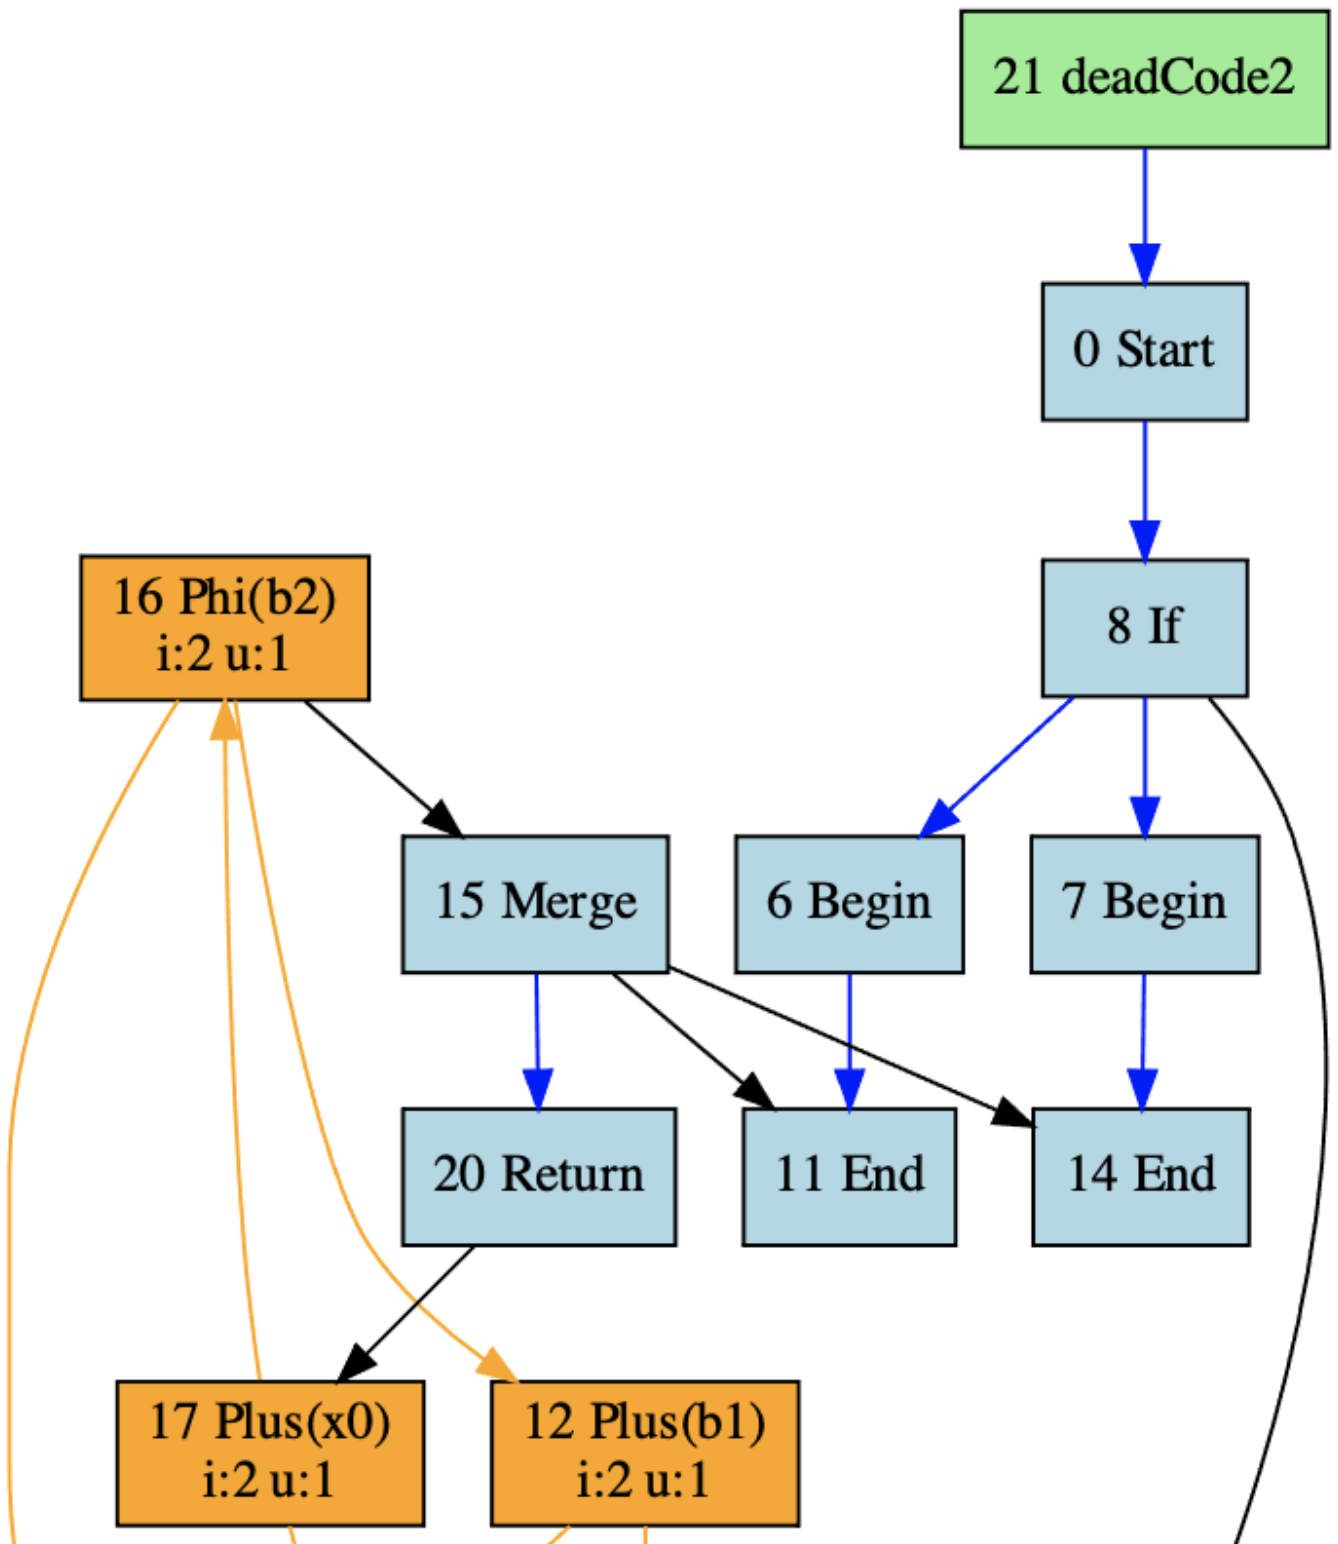 21 deadCode2
0 Start
16 Phi(b2)
i:2 u:1
8 If
15 Merge
6 Begin
7 Begin
20 Return
11 End
14 End
17 Plus(x0)
i:2 u:1
12 Plus(b1)
i:2 u:1